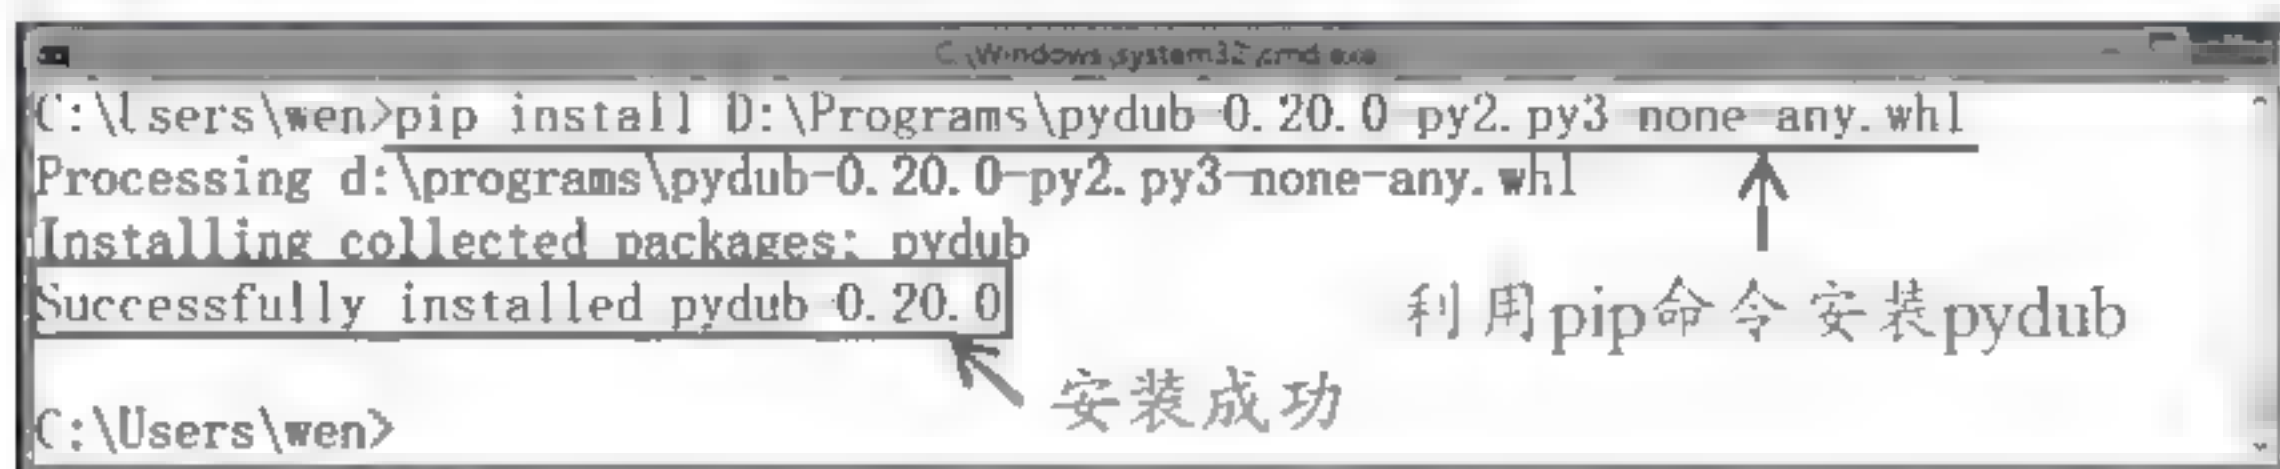 C:\Windows\system32\cmd.exe
C:\Users\wen>pip install D:\Programs\pydub-0.20.0-py2.py3-none-any.whl
Processing d:\programs\pydub-0.20.0-py2.py3-none-any.whl
Installing collected packages: pydub
Successfully installed pydub-0.20.0
利用pip命令安装pydub
安装成功
C:\Users\wen>